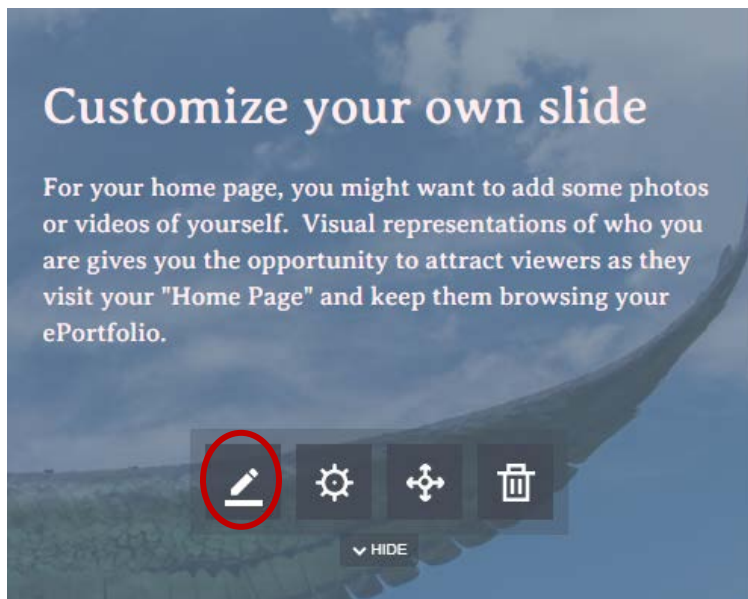 Customize your own slide
For your home page, you might want to add some photos
or videos of yourself.  Visual representations of who you
are gives you the opportunity to attract viewers as they
visit your "Home Page" and keep them browsing your
ePortfolio.
HIDE